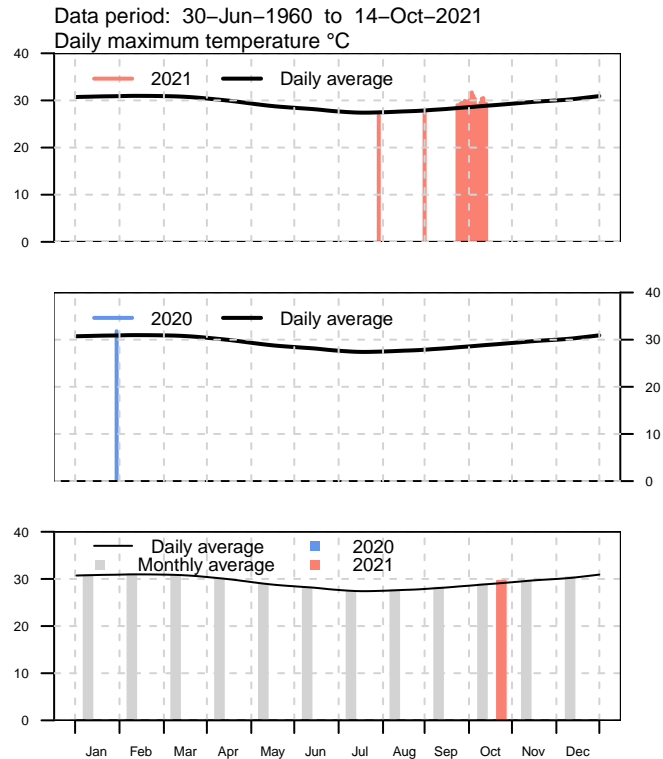 Data period: 30−Jun−1960 to 14−Oct−2021
Daily maximum temperature °C
40
30
20
10
0
2021 Daily average
2020 Daily average
40
30
20
10
0
40
30
20
10
0
Daily average 2020
Monthly average 2021
Jan Feb Mar Apr May Jun Jul Aug Sep Oct Nov Dec